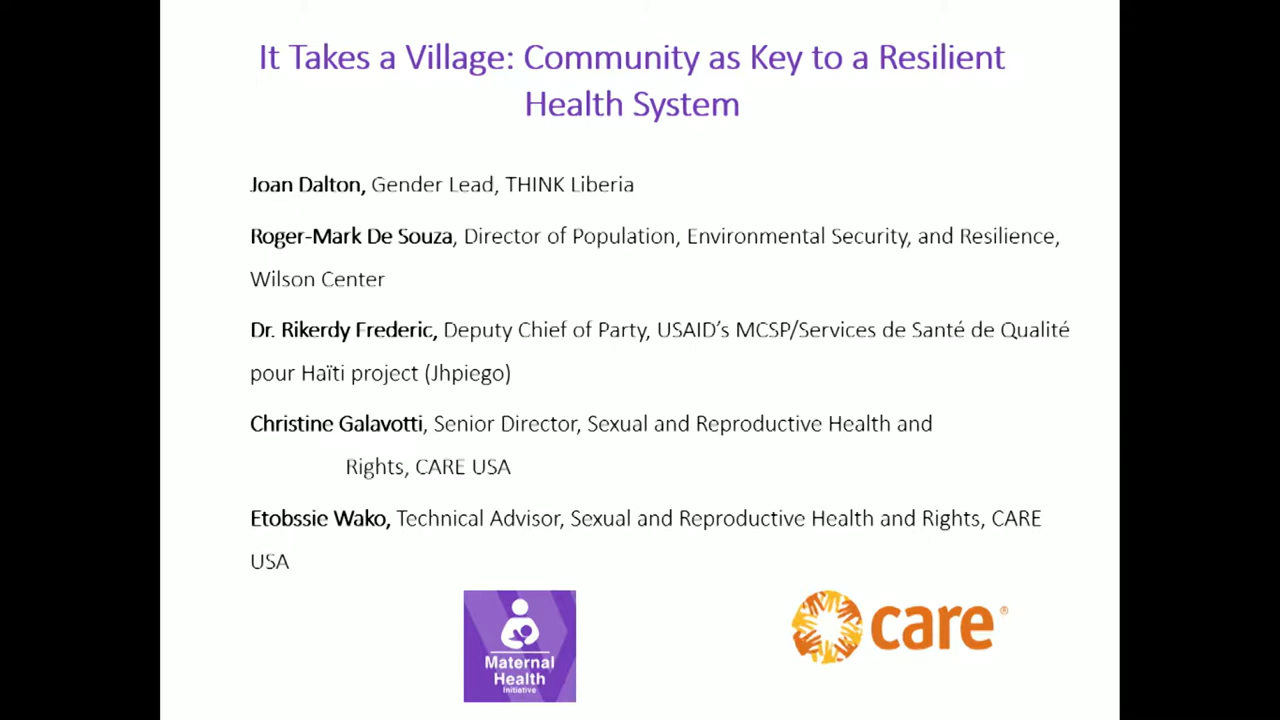 It Takes a Village: Community as Key to a Resilient
Health System
Joan Dalton, Gender Lead, THINK Liberia
Roger-Mark De Souza, Director of Population, Environmental Security, and Resilience,
Wilson Center
Dr. Rikerdy Frederic, Deputy Chief of Party, USAID’s MCSP/Services de Santé de Qualité
pour Haïti project (Jhpiego)
Christine Galavotti, Senior Director, Sexual and Reproductive Health and
Rights, CARE USA
Etobssie Wako, Technical Advisor, Sexual and Reproductive Health and Rights, CARE
USA
Maternal
Health
Initiative
care®